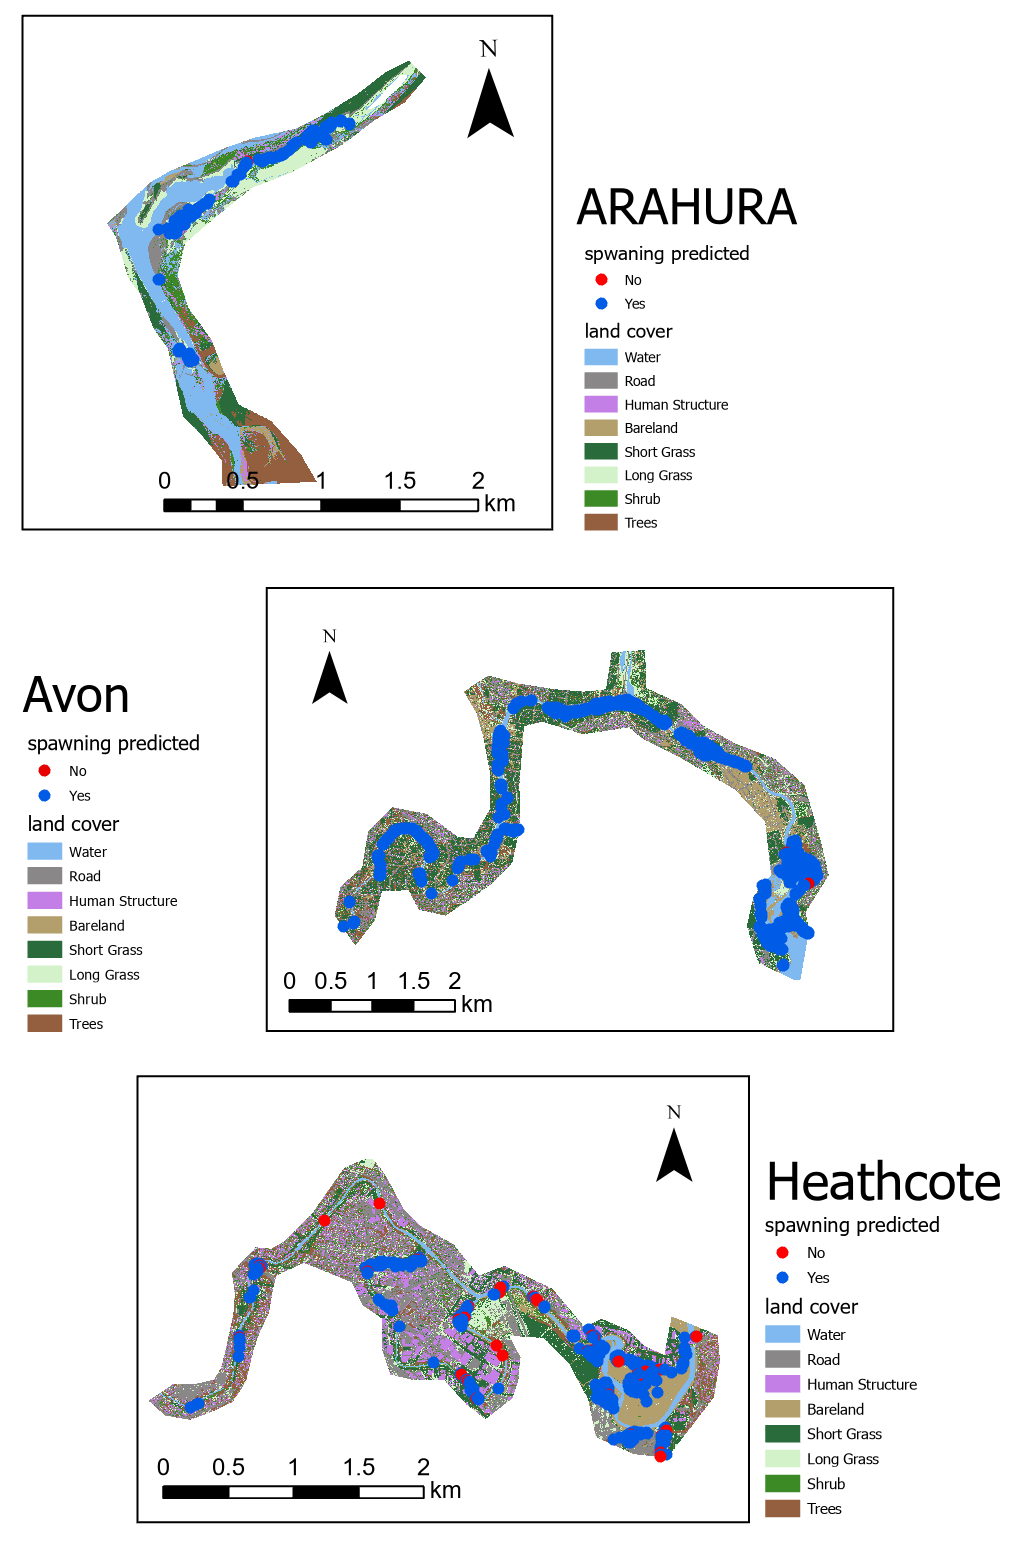 N
0 0.5 1 1.5 2
km
ARAHURA
spwaning predicted
No
Yes
land cover
Water
Road
Human Structure
Bareland
Short Grass
Long Grass
Shrub
Trees
Avon
spawning predicted
No
Yes
land cover
Water
Road
Human Structure
Bareland
Short Grass
Long Grass
Shrub
Trees
N
0 0.5 1 1.5 2
km
N
0 0.5 1 1.5 2
km
Heathcote
spawning predicted
No
Yes
land cover
Water
Road
Human Structure
Bareland
Short Grass
Long Grass
Shrub
Trees